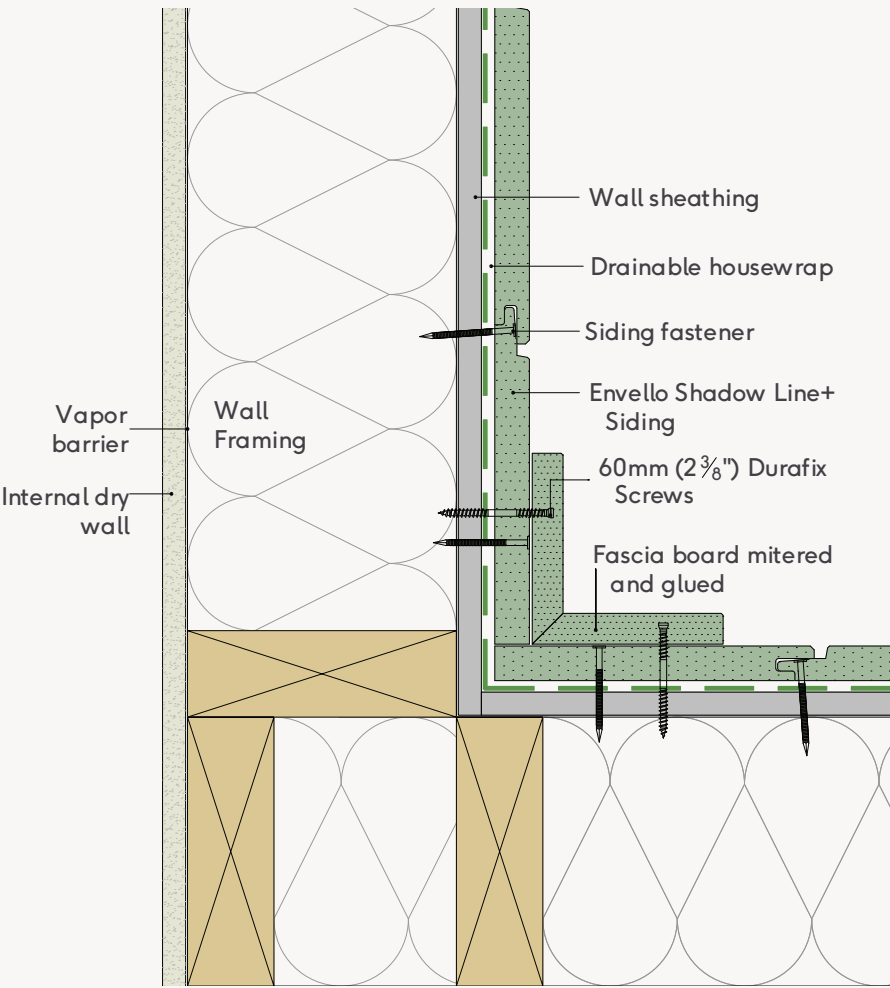 Wall sheathing
Drainable housewrap
Siding fastener
Envello Shadow Line+
Siding
Vapor
barrier
Wall
Framing
60mm (2⅜") Durafix
Screws
Internal dry
wall
Fascia board mitered
and glued